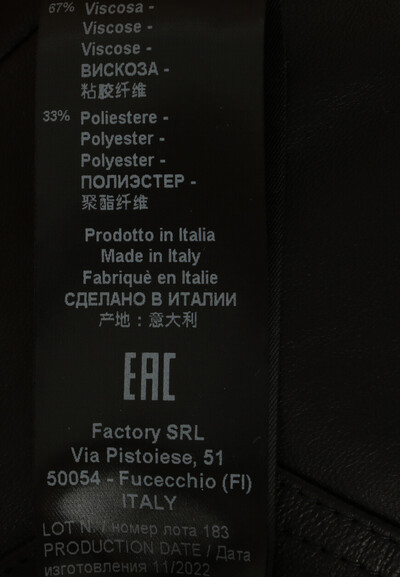 67% Viscosa -
Viscose -
Viscose -
ВИСКОЗА -
粘胶纤维
33% Poliestere -
Polyester -
Polyester -
ПОЛИЭСТЕР -
聚酯纤维
Prodotto in Italia
Made in Italy
Fabriquè en Italie
СДЕЛАНО В ИТАЛИИ
产地：意大利
EAC
Factory SRL
Via Pistoiese, 51
50054 - Fucecchio (FI)
ITALY
LOT N. / номер лота 183
PRODUCTION DATE / Дата
изготовления 11/2022